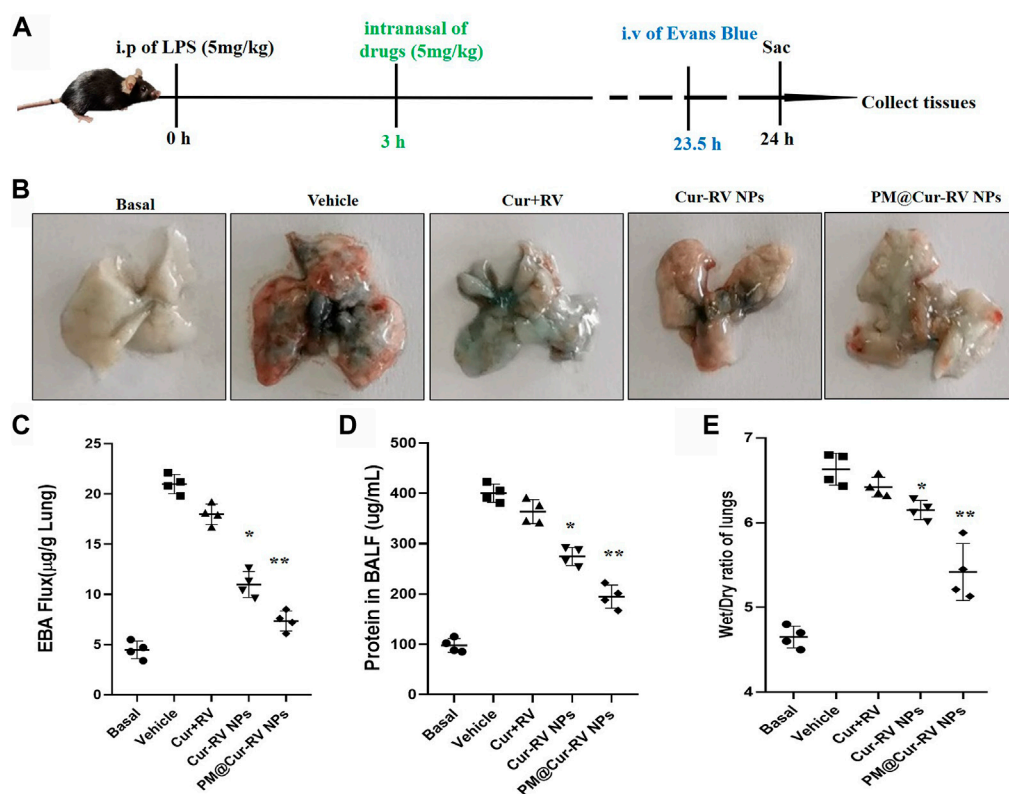 A
i.p of LPS (5mg/kg)
intranasal of
drugs (5mg/kg)
i.v of Evans Blue
Sac
Collect tissues
0 h
3 h
23.5 h
24 h
B
Basal
Vehicle
Cur+RV
Cur-RV NPs
PM@Cur-RV NPs
C
EBA Flux(µg/g Lung)
25
20
15
10
5
0
*
**
Basal
Vehicle
Cur+RV
Cur-RV NPs
PM@Cur-RV NPs
D
Protein in BALF (ug/mL)
500
400
300
200
100
0
*
**
Basal
Vehicle
Cur+RV
Cur-RV NPs
PM@Cur-RV NPs
E
Wet/Dry ratio of lungs
7
6
5
4
*
**
Basal
Vehicle
Cur+RV
Cur-RV NPs
PM@Cur-RV NPs